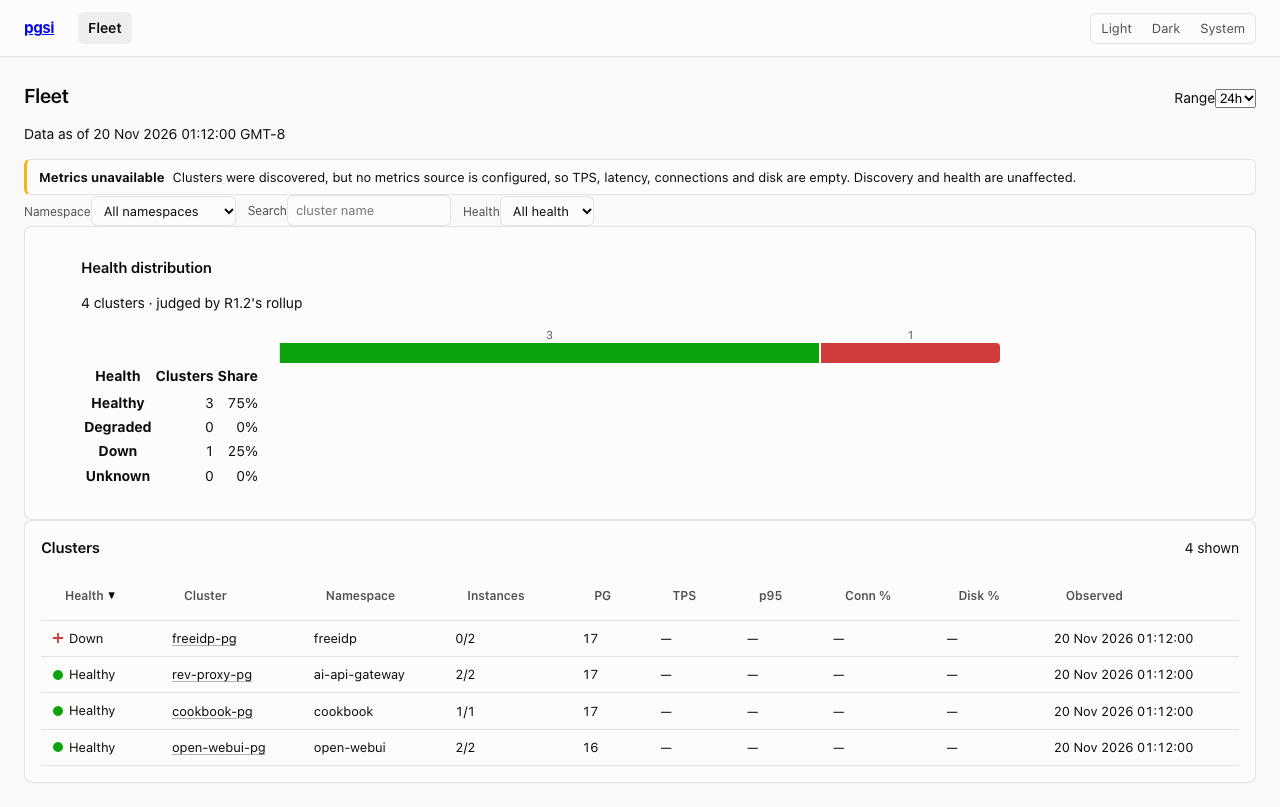 pgsi Fleet Light Dark System
Fleet
Range 24h
Data as of 20 Nov 2026 01:12:00 GMT-8
Metrics unavailable Clusters were discovered, but no metrics source is configured, so TPS, latency, connections and disk are empty. Discovery and health are unaffected.
Namespace All namespaces Search cluster name Health All health
Health distribution
4 clusters · judged by R1.2's rollup
3 1
Health Clusters Share
Healthy 3 75%
Degraded 0 0%
Down 1 25%
Unknown 0 0%
Clusters 4 shown
Health ▼ Cluster Namespace Instances PG TPS p95 Conn % Disk % Observed
Down freeidp-pg freeidp 0/2 17 — — — — 20 Nov 2026 01:12:00
Healthy rev-proxy-pg ai-api-gateway 2/2 17 — — — — 20 Nov 2026 01:12:00
Healthy cookbook-pg cookbook 1/1 17 — — — — 20 Nov 2026 01:12:00
Healthy open-webui-pg open-webui 2/2 16 — — — — 20 Nov 2026 01:12:00